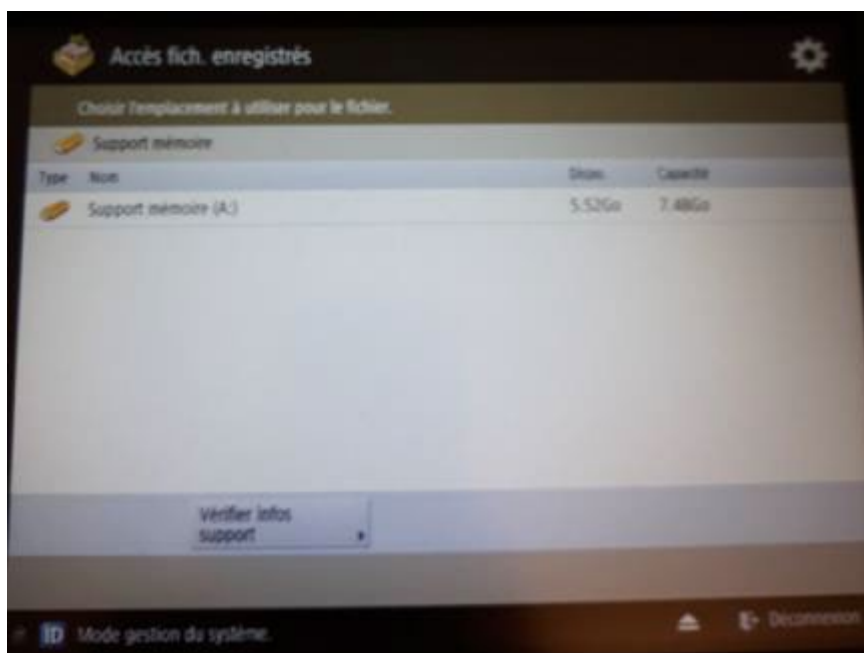 Accès fich. enregistrés
Choisir l'emplacement à utiliser pour le fichier.
Support mémoire
Type Nom Dispo. Capacité
Support mémoire (A:) 5.52Go 7.48Go
Vérifier infos
support
ID Mode gestion du système. Déconnexion